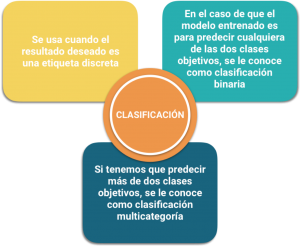 Se usa cuando el
resultado deseado es
una etiqueta discreta
En el caso de que el
modelo entrenado es
para predecir cualquiera
de las dos clases
objetivos, se le conoce
como clasificación
binaria
CLASIFICACIÓN
Si tenemos que predecir
más de dos clases
objetivos, se le conoce
como clasificación
multicategoría